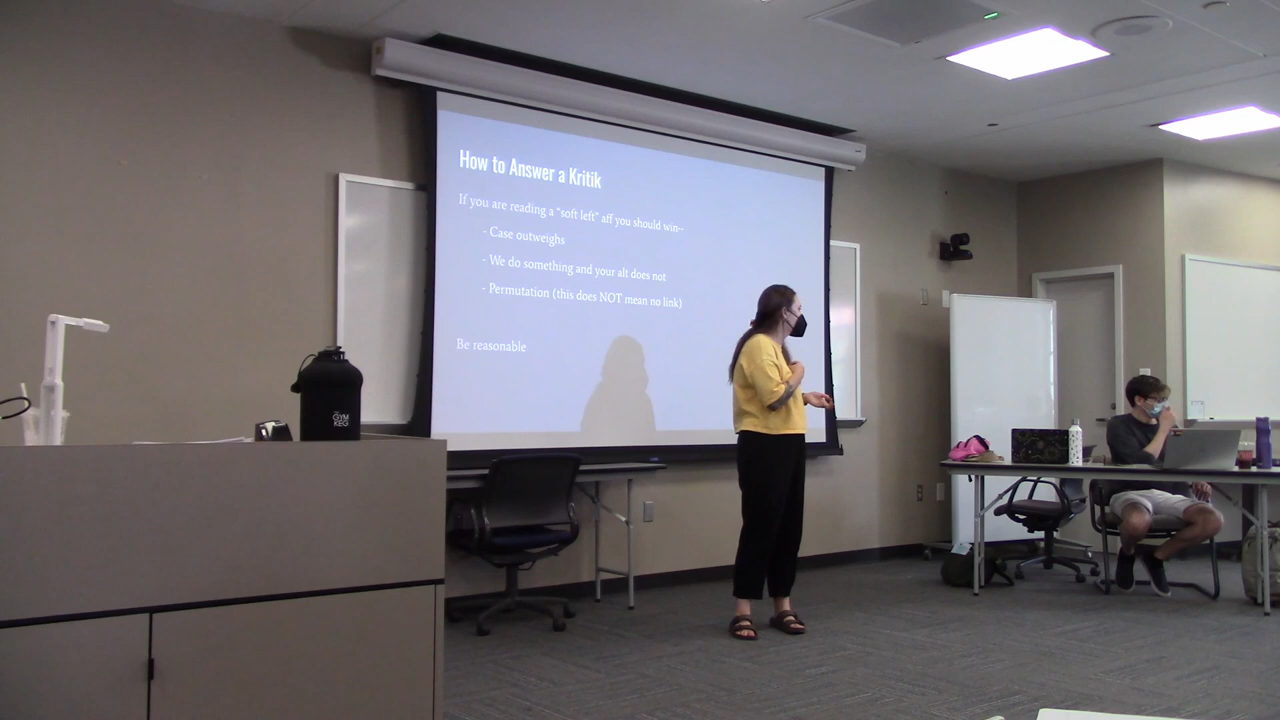 How to Answer a Kritik
If you are reading a “soft left” aff you should win--
- Case outweighs
- We do something and your alt does not
- Permutation (this does NOT mean no link)
Be reasonable
THE
GYM
KEG